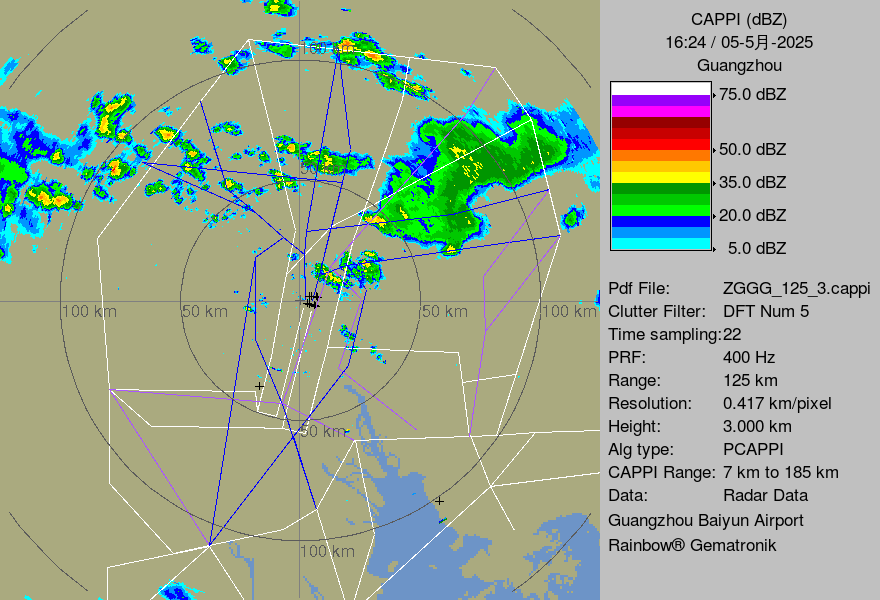 CAPPI (dBZ)
16:24 / 05-5月-2025
Guangzhou
75.0 dBZ
50.0 dBZ
35.0 dBZ
20.0 dBZ
5.0 dBZ
Pdf File: ZGGG_125_3.cappi
Clutter Filter: DFT Num 5
Time sampling:22
PRF: 400 Hz
Range: 125 km
Resolution: 0.417 km/pixel
Height: 3.000 km
Alg type: PCAPPI
CAPPI Range: 7 km to 185 km
Data: Radar Data
Guangzhou Baiyun Airport
Rainbow® Gematronik
100 km
50 km
50 km
100 km
50 km
100 km